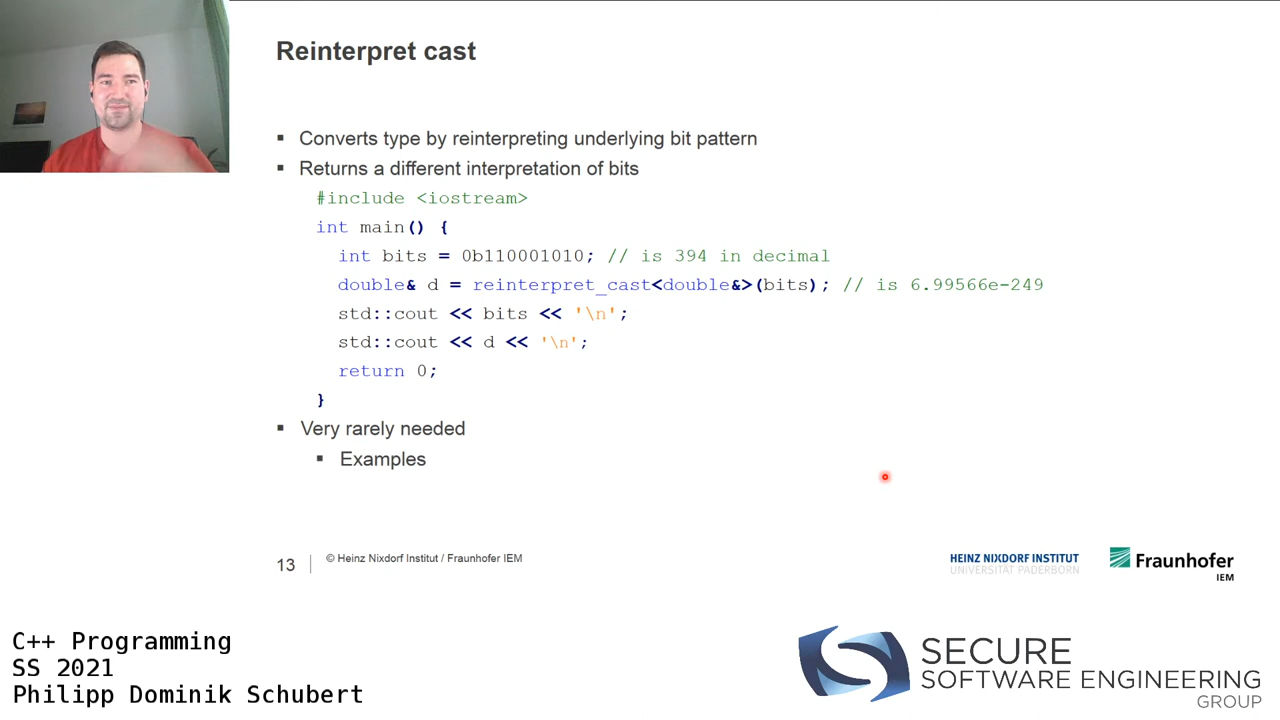 Reinterpret cast
▪ Converts type by reinterpreting underlying bit pattern
▪ Returns a different interpretation of bits
#include <iostream>
int main() {
int bits = 0b110001010; // is 394 in decimal
double& d = reinterpret_cast<double&>(bits); // is 6.99566e-249
std::cout << bits << '\n';
std::cout << d << '\n';
return 0;
}
▪ Very rarely needed
▪ Examples
13
© Heinz Nixdorf Institut / Fraunhofer IEM
HEINZ NIXDORF INSTITUT
UNIVERSITÄT PADERBORN
Fraunhofer
IEM
C++ Programming
SS 2021
Philipp Dominik Schubert
SECURE
SOFTWARE ENGINEERING
GROUP